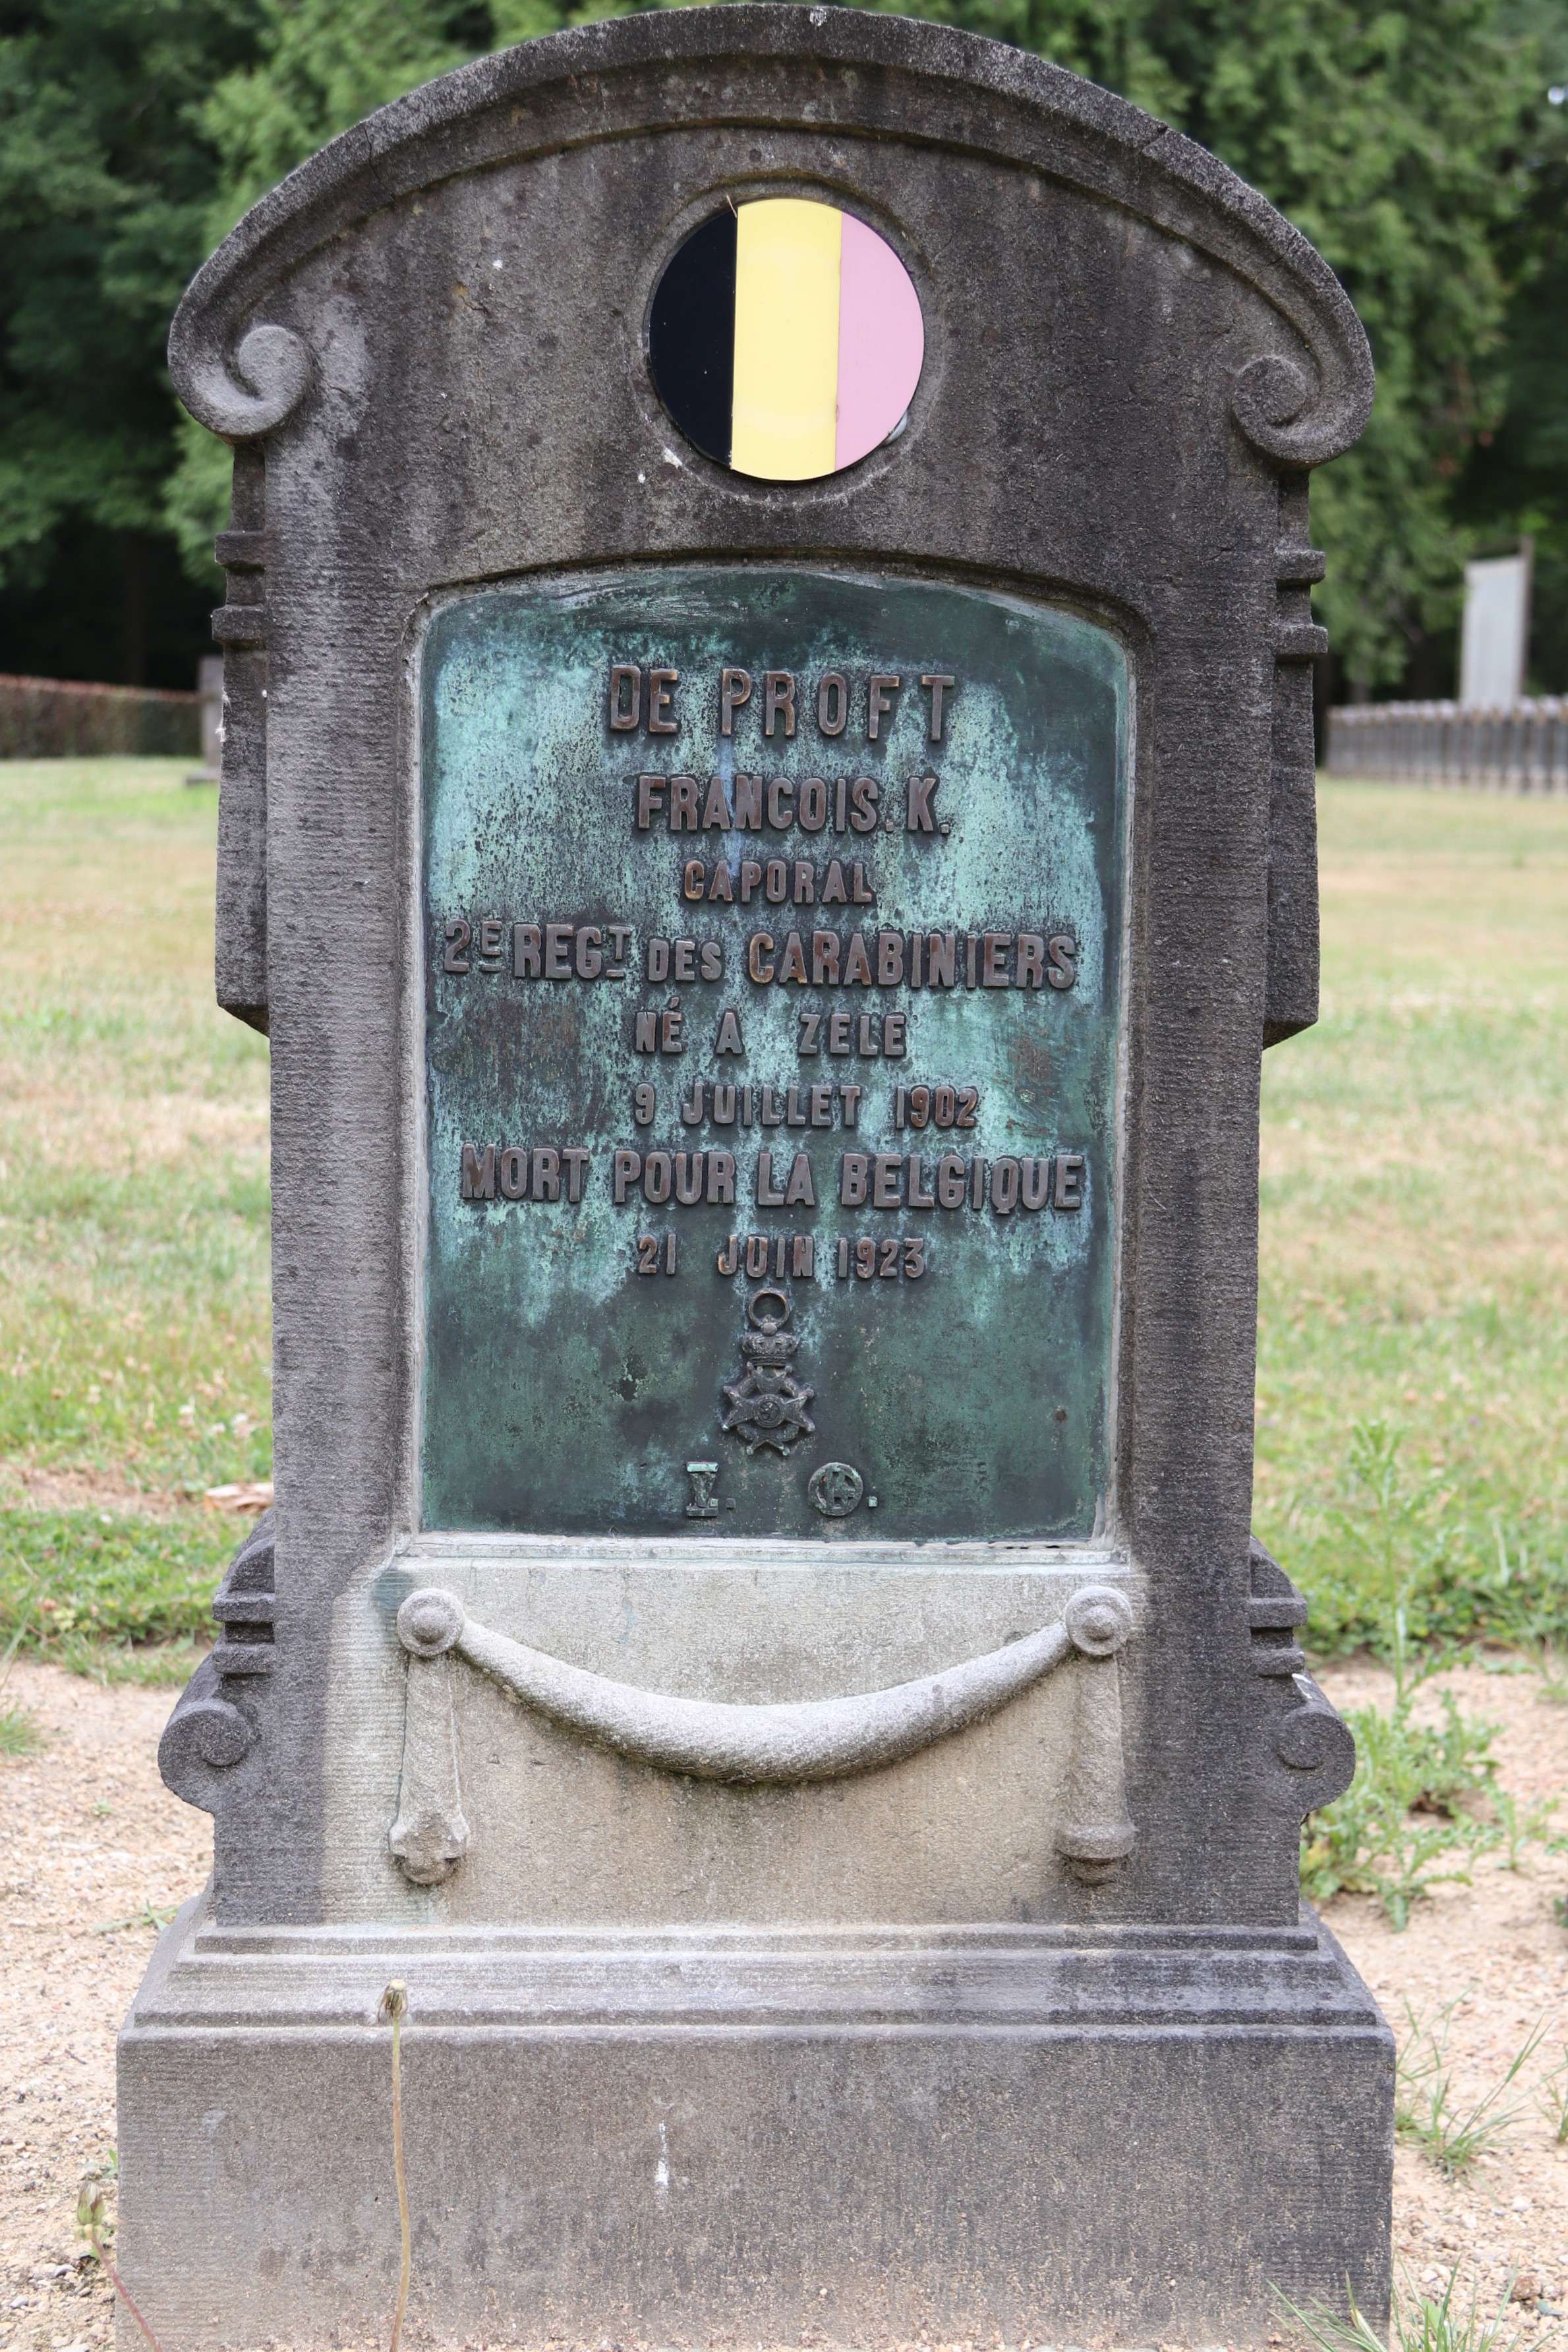 DE PROFT
FRANCOIS. K.
CAPORAL
2E REGT DES CARABINIERS
NÉ A ZELE
9 JUILLET 1902
MORT POUR LA BELGIQUE
21 JUIN 1923